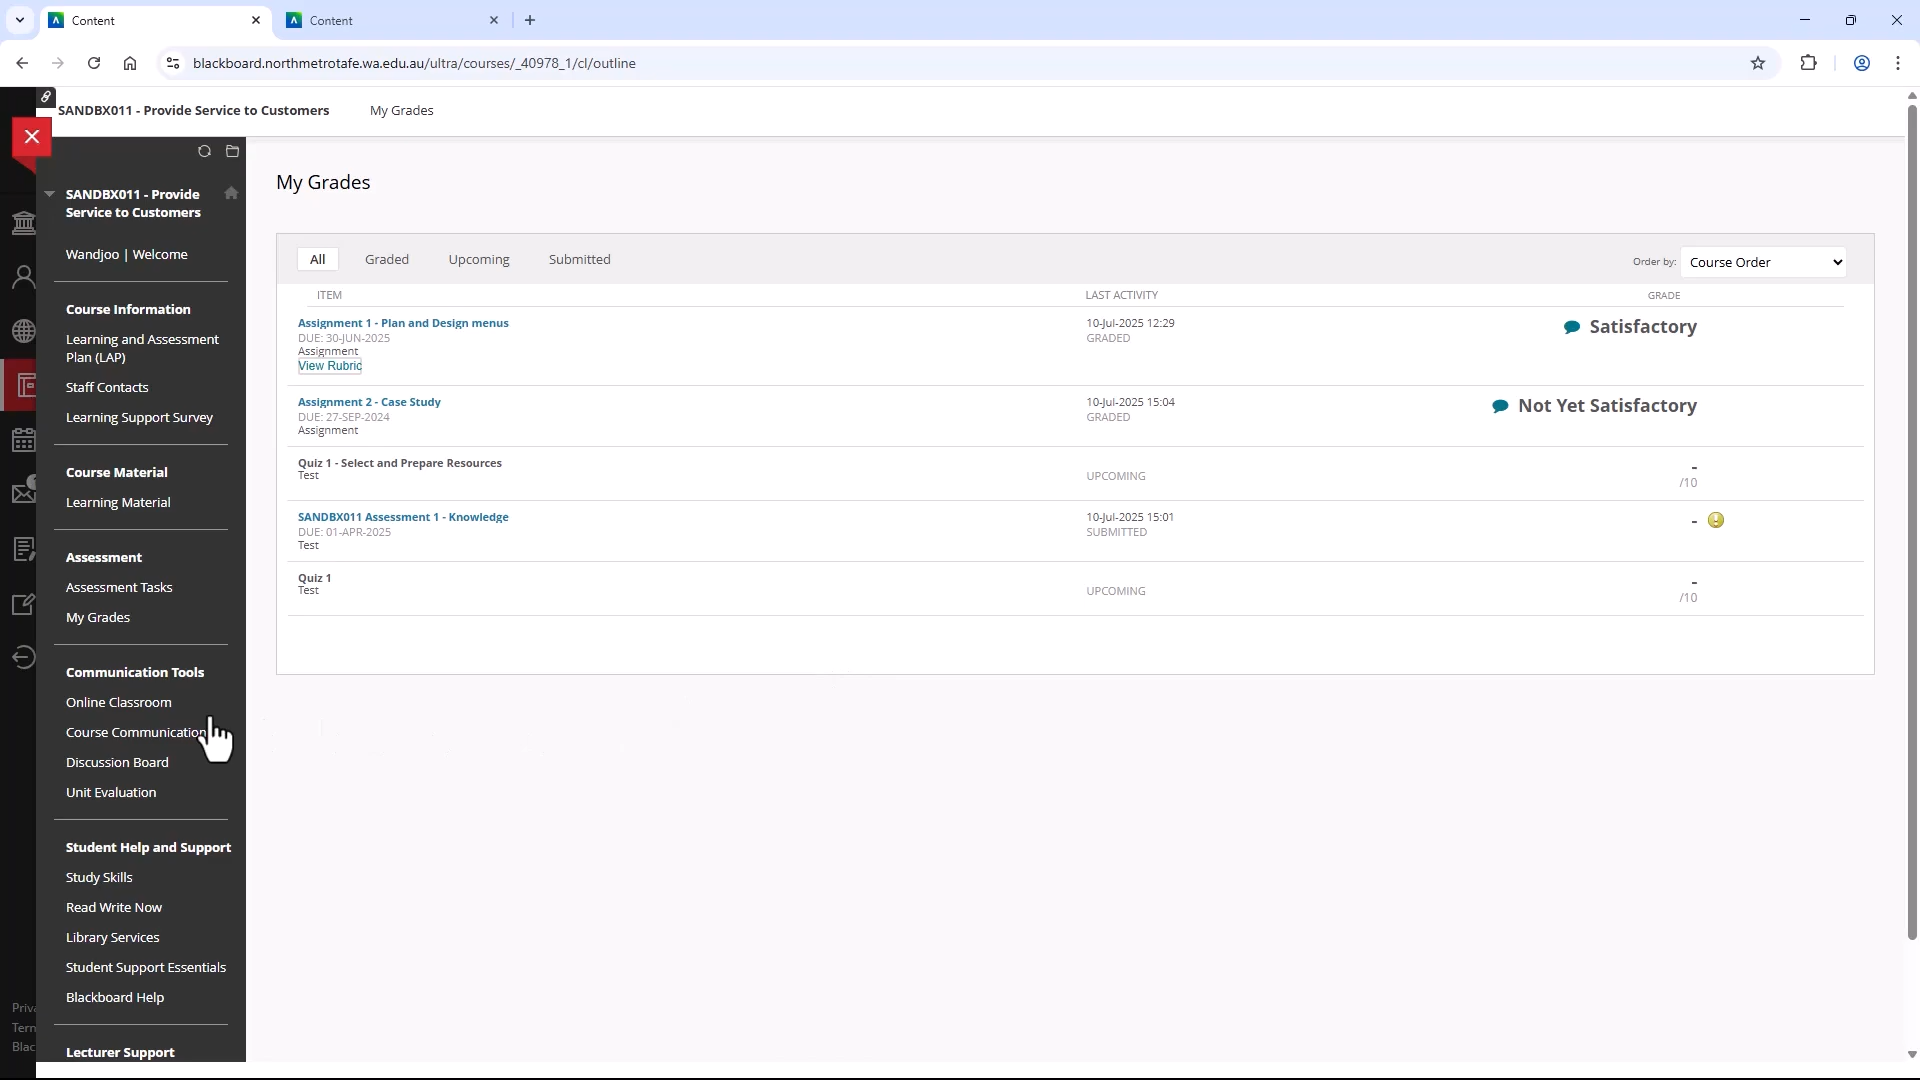 Content
Content
blackboard.northmetrotafe.wa.edu.au/ultra/courses/_40978_1/cl/outline
SANDBX011 - Provide Service to Customers
My Grades
SANDBX011 - Provide
Service to Customers
Wandjoo | Welcome
Course Information
Learning and Assessment
Plan (LAP)
Staff Contacts
Learning Support Survey
Course Material
Learning Material
Assessment
Assessment Tasks
My Grades
Communication Tools
Online Classroom
Course Communication
Discussion Board
Unit Evaluation
Student Help and Support
Study Skills
Read Write Now
Library Services
Student Support Essentials
Blackboard Help
Lecturer Support
Priva
Term
Blac
My Grades
All
Graded
Upcoming
Submitted
Order by:
Course Order
ITEM
LAST ACTIVITY
GRADE
Assignment 1 - Plan and Design menus
10-Jul-2025 12:29
Satisfactory
DUE: 30-JUN-2025
GRADED
Assignment
View Rubric
Assignment 2 - Case Study
10-Jul-2025 15:04
Not Yet Satisfactory
DUE: 27-SEP-2024
GRADED
Assignment
Quiz 1 - Select and Prepare Resources
-
Test
UPCOMING
/10
SANDBX011 Assessment 1 - Knowledge
10-Jul-2025 15:01
-
DUE: 01-APR-2025
SUBMITTED
Test
Quiz 1
-
Test
UPCOMING
/10